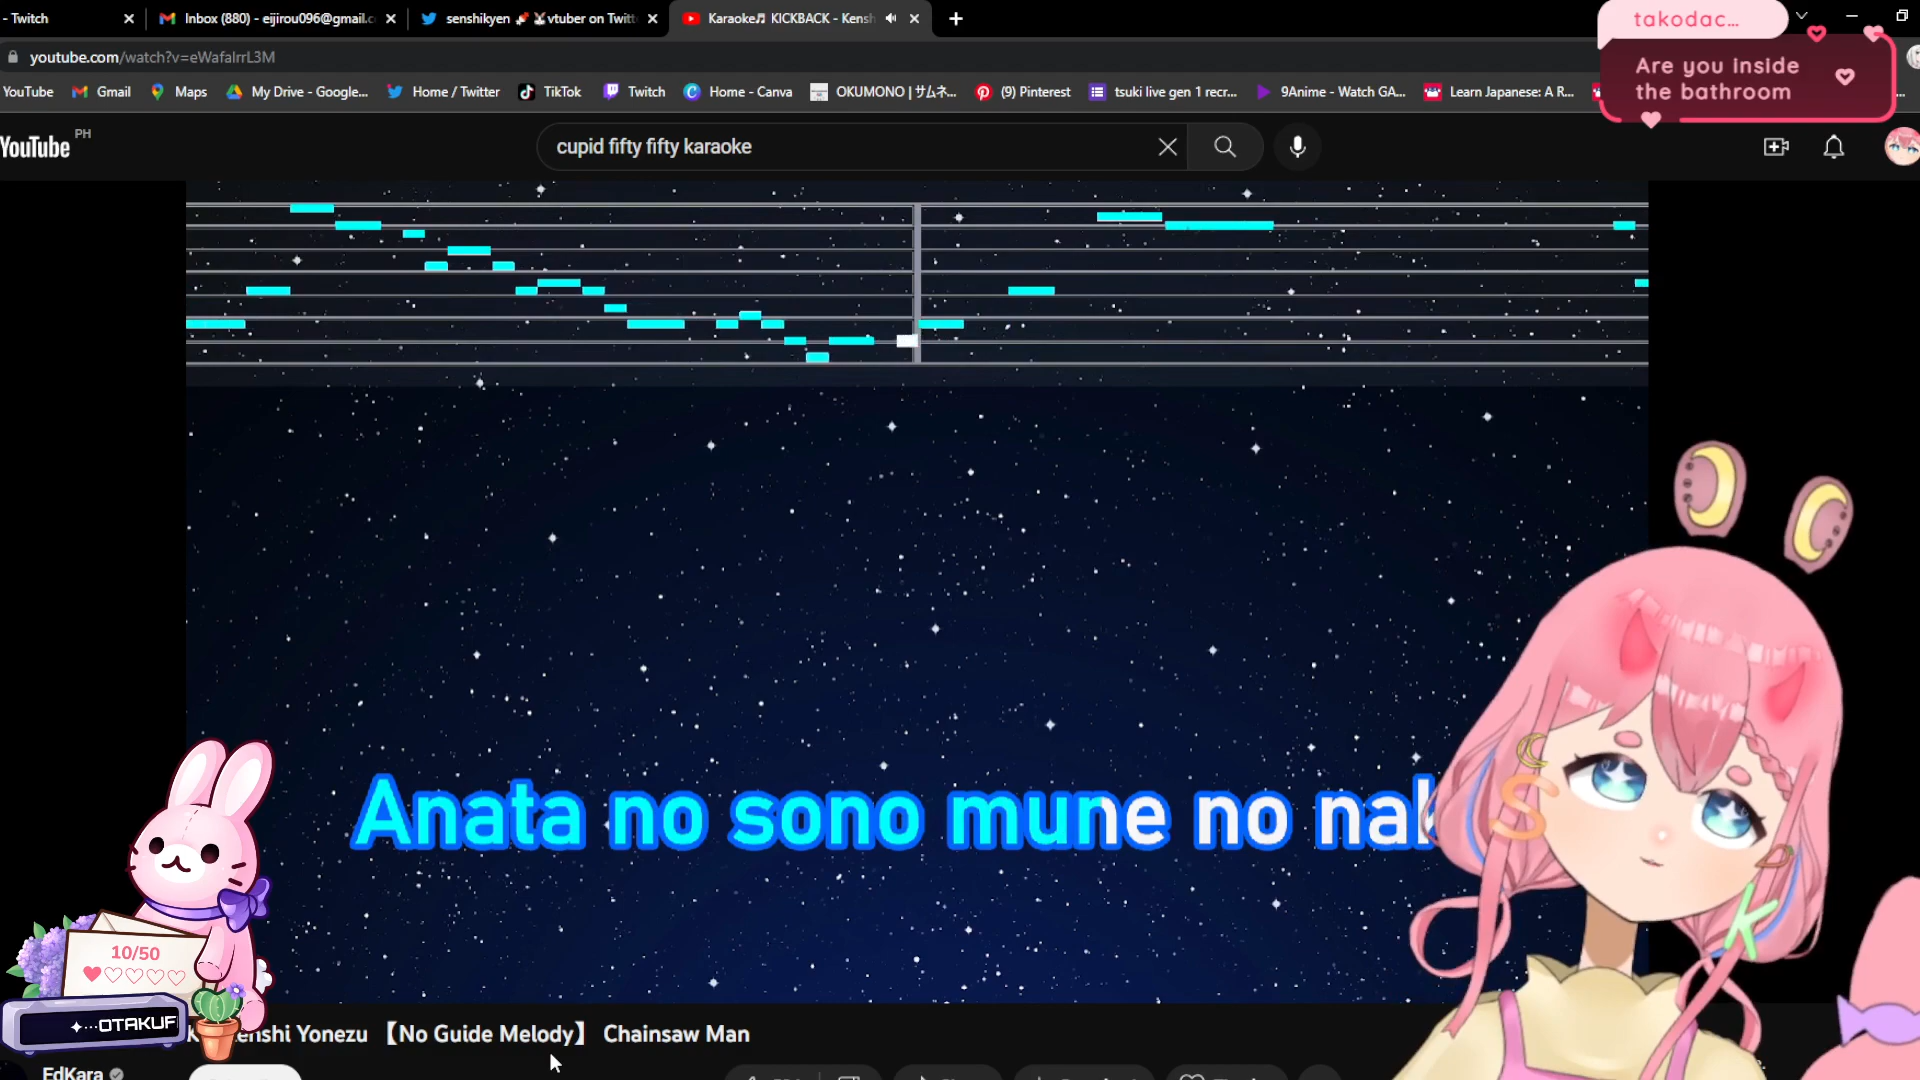 - Twitch
Inbox (880) - eijirou096@gmail.c
senshikyen 🚀🐰vtuber on Twitt
Karaoke♬ KICKBACK - Kensh
takodac...
Are you inside
the bathroom
youtube.com/watch?v=eWafaIrrL3M
YouTube
Gmail
Maps
My Drive - Google...
Home / Twitter
TikTok
Twitch
Home - Canva
OKUMONO | サムネ...
(9) Pinterest
tsuki live gen 1 recr...
9Anime - Watch GA...
Learn Japanese: A R...
YouTube PH
cupid fifty fifty karaoke
Anata no sono mune no nak
S
K
10/50
✦···OTAKUF
enshi Yonezu 【No Guide Melody】 Chainsaw Man
EdKara